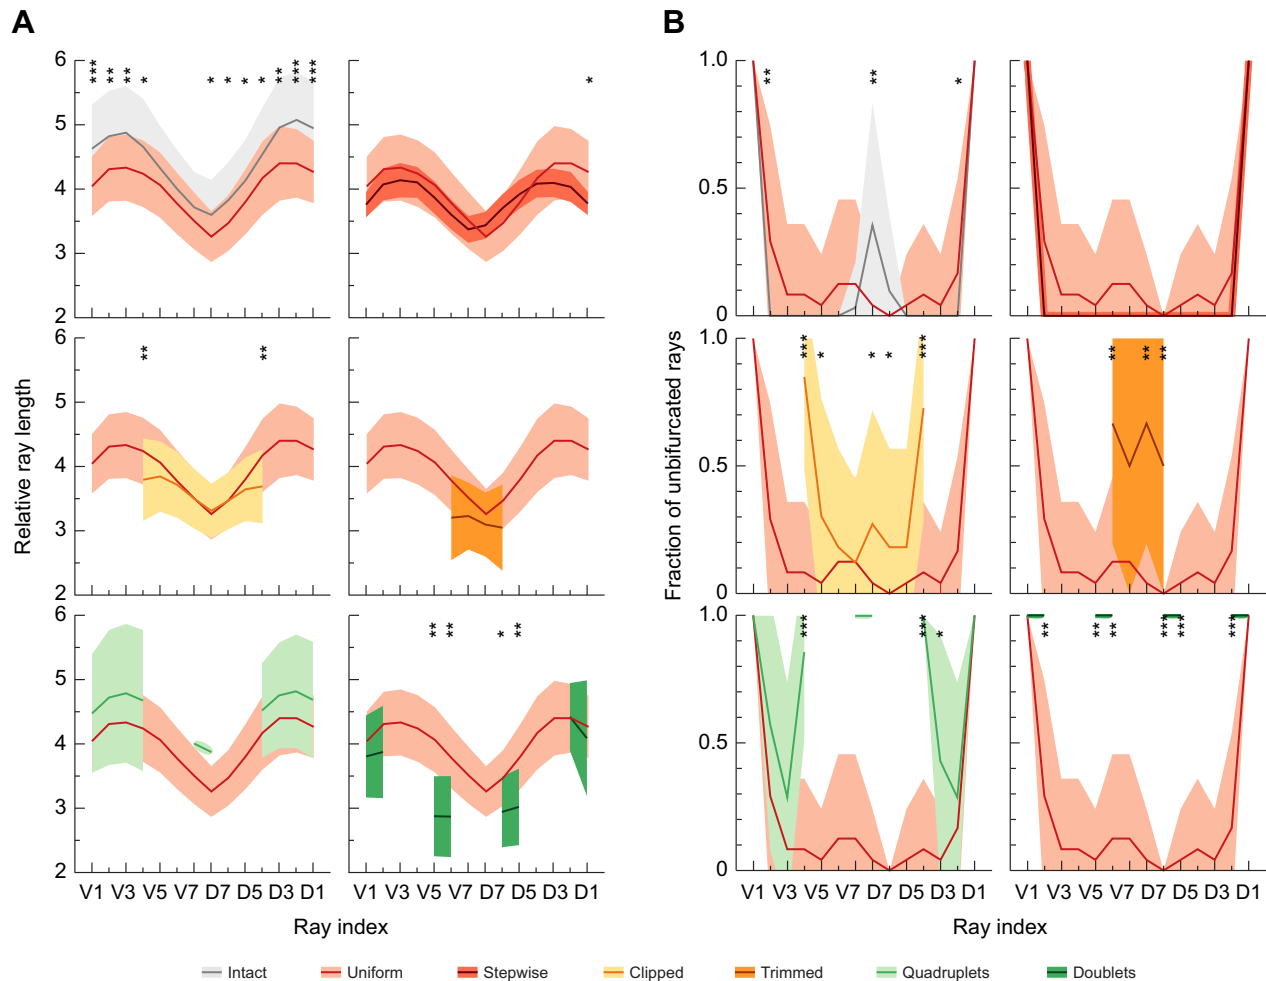 A
B
Relative ray length
6
5
4
3
2
*** ** ** * * * * * ** *** ***
*
6
5
4
3
2
** **
6
5
4
3
2
** ** * **
V1 V3 V5 V7 D7 D5 D3 D1
V1 V3 V5 V7 D7 D5 D3 D1
Ray index
Fraction of unbifurcated rays
1.0
0.5
0
** ** *
1.0
0.5
0
*** * * * ***
** ** **
1.0
0.5
0
*** *** *
** ** ** *** *** ***
V1 V3 V5 V7 D7 D5 D3 D1
V1 V3 V5 V7 D7 D5 D3 D1
Ray index
Intact Uniform Stepwise Clipped Trimmed Quadruplets Doublets